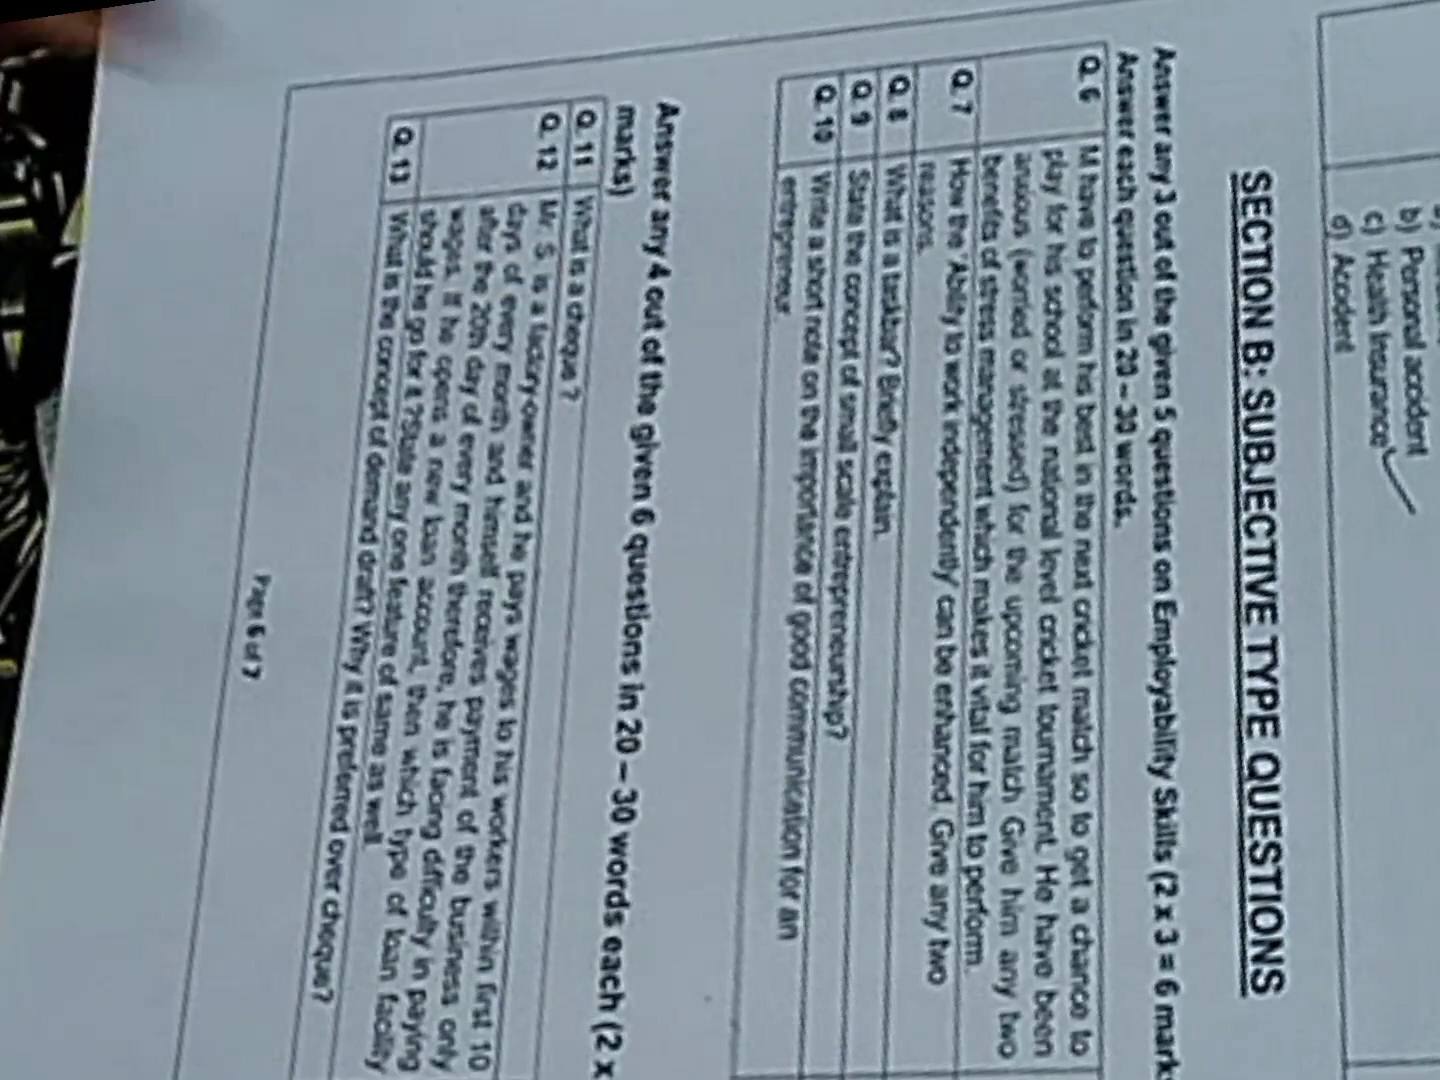 b) Personal accident
c) Health Insurance
d) Accident
SECTION B: SUBJECTIVE TYPE QUESTIONS
Answer any 3 out of the given 5 questions on Employability Skills (2 x 3 = 6 marks
Answer each question in 20 – 30 words.
Q. 6 M have to perform his best in the next cricket match so to get a chance to
play for his school at the national level cricket tournament. He have been
anxious (worried or stressed) for the upcoming match. Give him any two
benefits of stress management which makes it vital for him to perform.
Q. 7 How the 'Ability to work independently' can be enhanced. Give any two
reasons.
Q. 8 What is a taskbar? Briefly explain.
Q. 9 State the concept of small scale entrepreneurship?
Q. 10 Write a short note on the importance of good communication for an
entrepreneur.
Answer any 4 out of the given 6 questions in 20 – 30 words each (2 x
marks)
Q. 11 What is a cheque ?
Q. 12 Mr. S. is a factory owner and he pays wages to his workers within first 10
days of every month and himself receives payment of the business only
after the 20th day of every month therefore, he is facing difficulty in paying
wages. If he opens a new loan account, then which type of loan facility
should he go for it ?State any one feature of same as well.
Q. 13 What is the concept of demand draft? Why it is preferred over cheque?
Page 6 of 7